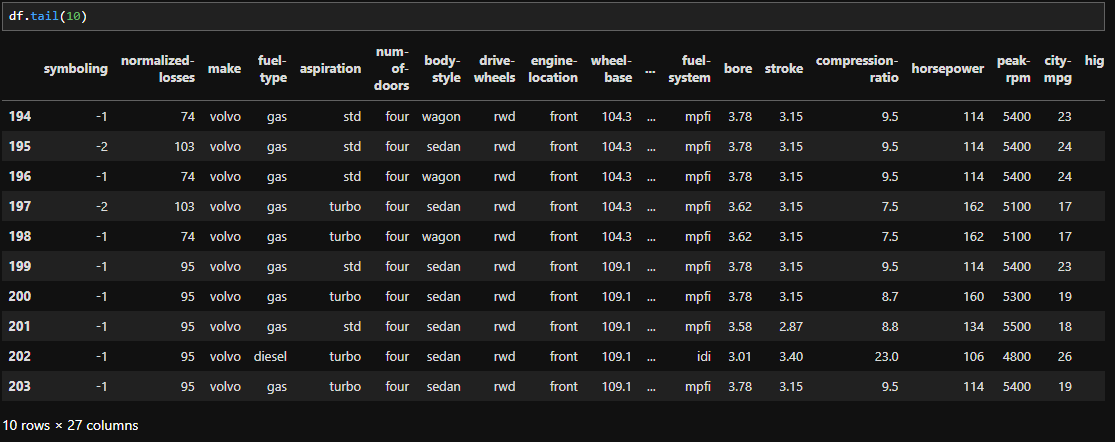 df.tail(10)
symboling normalized-losses make fuel-type aspiration num-of-doors body-style drive-wheels engine-location wheel-base ... fuel-system bore stroke compression-ratio horsepower peak-rpm city-mpg hig
194 -1 74 volvo gas std four wagon rwd front 104.3 ... mpfi 3.78 3.15 9.5 114 5400 23
195 -2 103 volvo gas std four sedan rwd front 104.3 ... mpfi 3.78 3.15 9.5 114 5400 24
196 -1 74 volvo gas std four wagon rwd front 104.3 ... mpfi 3.78 3.15 9.5 114 5400 24
197 -2 103 volvo gas turbo four sedan rwd front 104.3 ... mpfi 3.62 3.15 7.5 162 5100 17
198 -1 74 volvo gas turbo four wagon rwd front 104.3 ... mpfi 3.62 3.15 7.5 162 5100 17
199 -1 95 volvo gas std four sedan rwd front 109.1 ... mpfi 3.78 3.15 9.5 114 5400 23
200 -1 95 volvo gas turbo four sedan rwd front 109.1 ... mpfi 3.78 3.15 8.7 160 5300 19
201 -1 95 volvo gas std four sedan rwd front 109.1 ... mpfi 3.58 2.87 8.8 134 5500 18
202 -1 95 volvo diesel turbo four sedan rwd front 109.1 ... idi 3.01 3.40 23.0 106 4800 26
203 -1 95 volvo gas turbo four sedan rwd front 109.1 ... mpfi 3.78 3.15 9.5 114 5400 19
10 rows × 27 columns